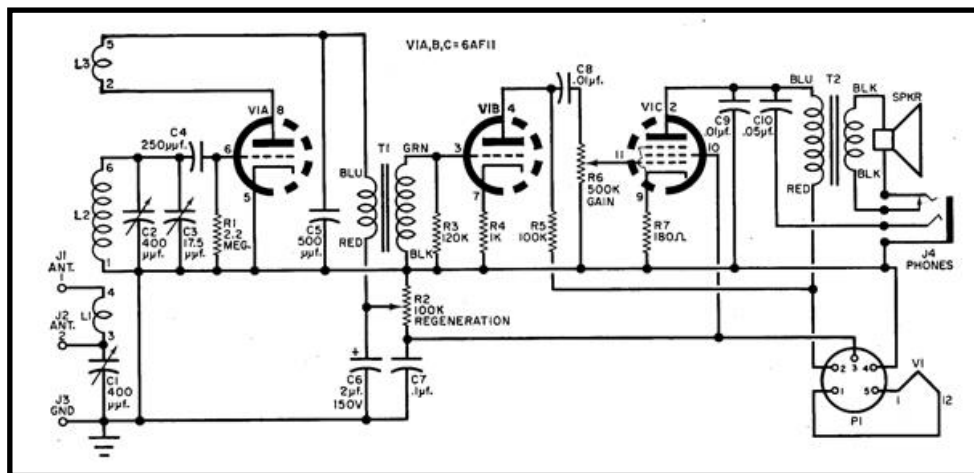 5
L3
2
V1A,B,C=6AF11
V1A 8
C4
250µµf.
6
5
6
L2
1
C2
400
µµf.
C3
17.5
µµf.
R1
2.2
MEG.
C5
500
µµf.
T1
BLU
RED
GRN
BLK
V1B 4
3
7
R3
120K
R4
1K
R5
100K
C8
.01µf.
R6
500K
GAIN
V1C 2
10
11
9
R7
180Ω
C9
.01µf.
C10
.05µf.
BLU
T2
RED
BLK
BLK
SPKR
J4
PHONES
J1
ANT.
1
4
L1
J2
ANT.
2
3
C1
400
µµf.
J3
GND
R2
100K
REGENERATION
+
C6
2µf.
150V
C7
.1µf.
2
3
4
1
5
P1
V1
1
12